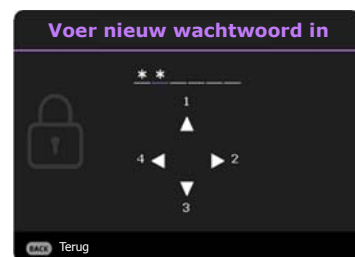 Voer nieuw wachtwoord in
* * _ _ _ _
1
4 ◀ ▶ 2
3
BACK Terug